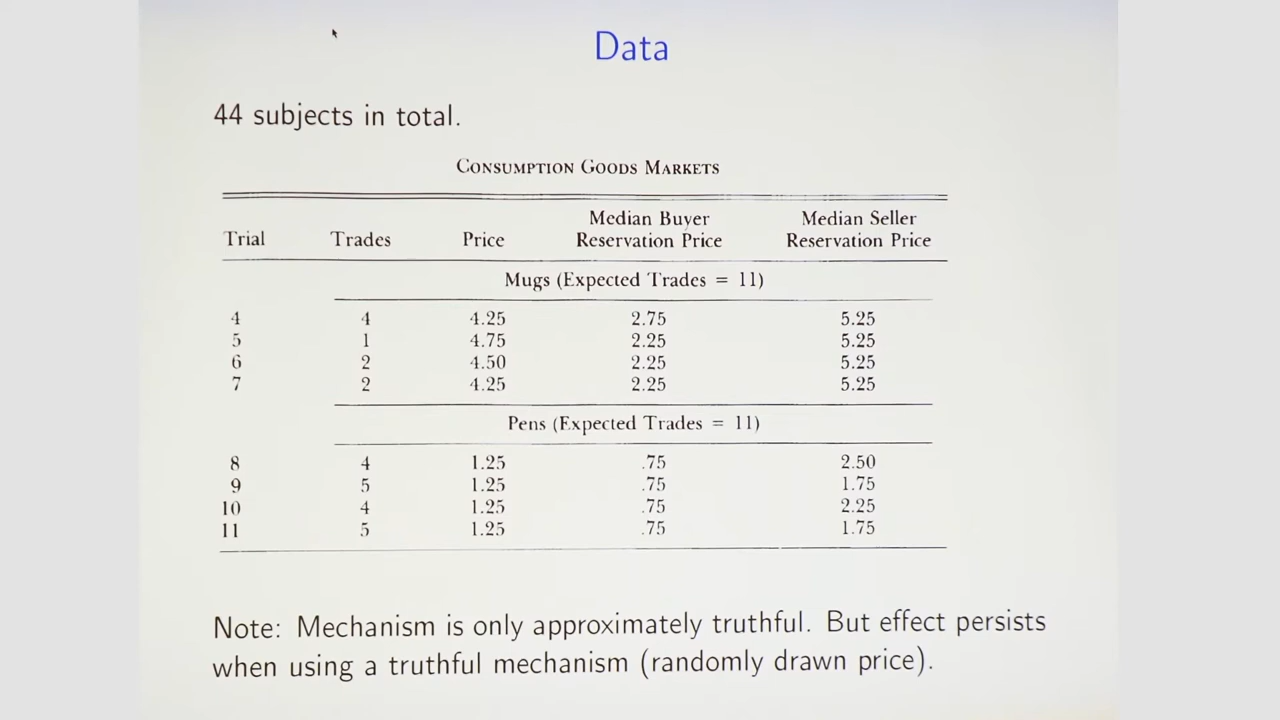 Data
44 subjects in total.
CONSUMPTION GOODS MARKETS
Trial Trades Price Median Buyer Reservation Price Median Seller Reservation Price
Mugs (Expected Trades = 11)
4 4 4.25 2.75 5.25
5 1 4.75 2.25 5.25
6 2 4.50 2.25 5.25
7 2 4.25 2.25 5.25
Pens (Expected Trades = 11)
8 4 1.25 .75 2.50
9 5 1.25 .75 1.75
10 4 1.25 .75 2.25
11 5 1.25 .75 1.75
Note: Mechanism is only approximately truthful. But effect persists
when using a truthful mechanism (randomly drawn price).